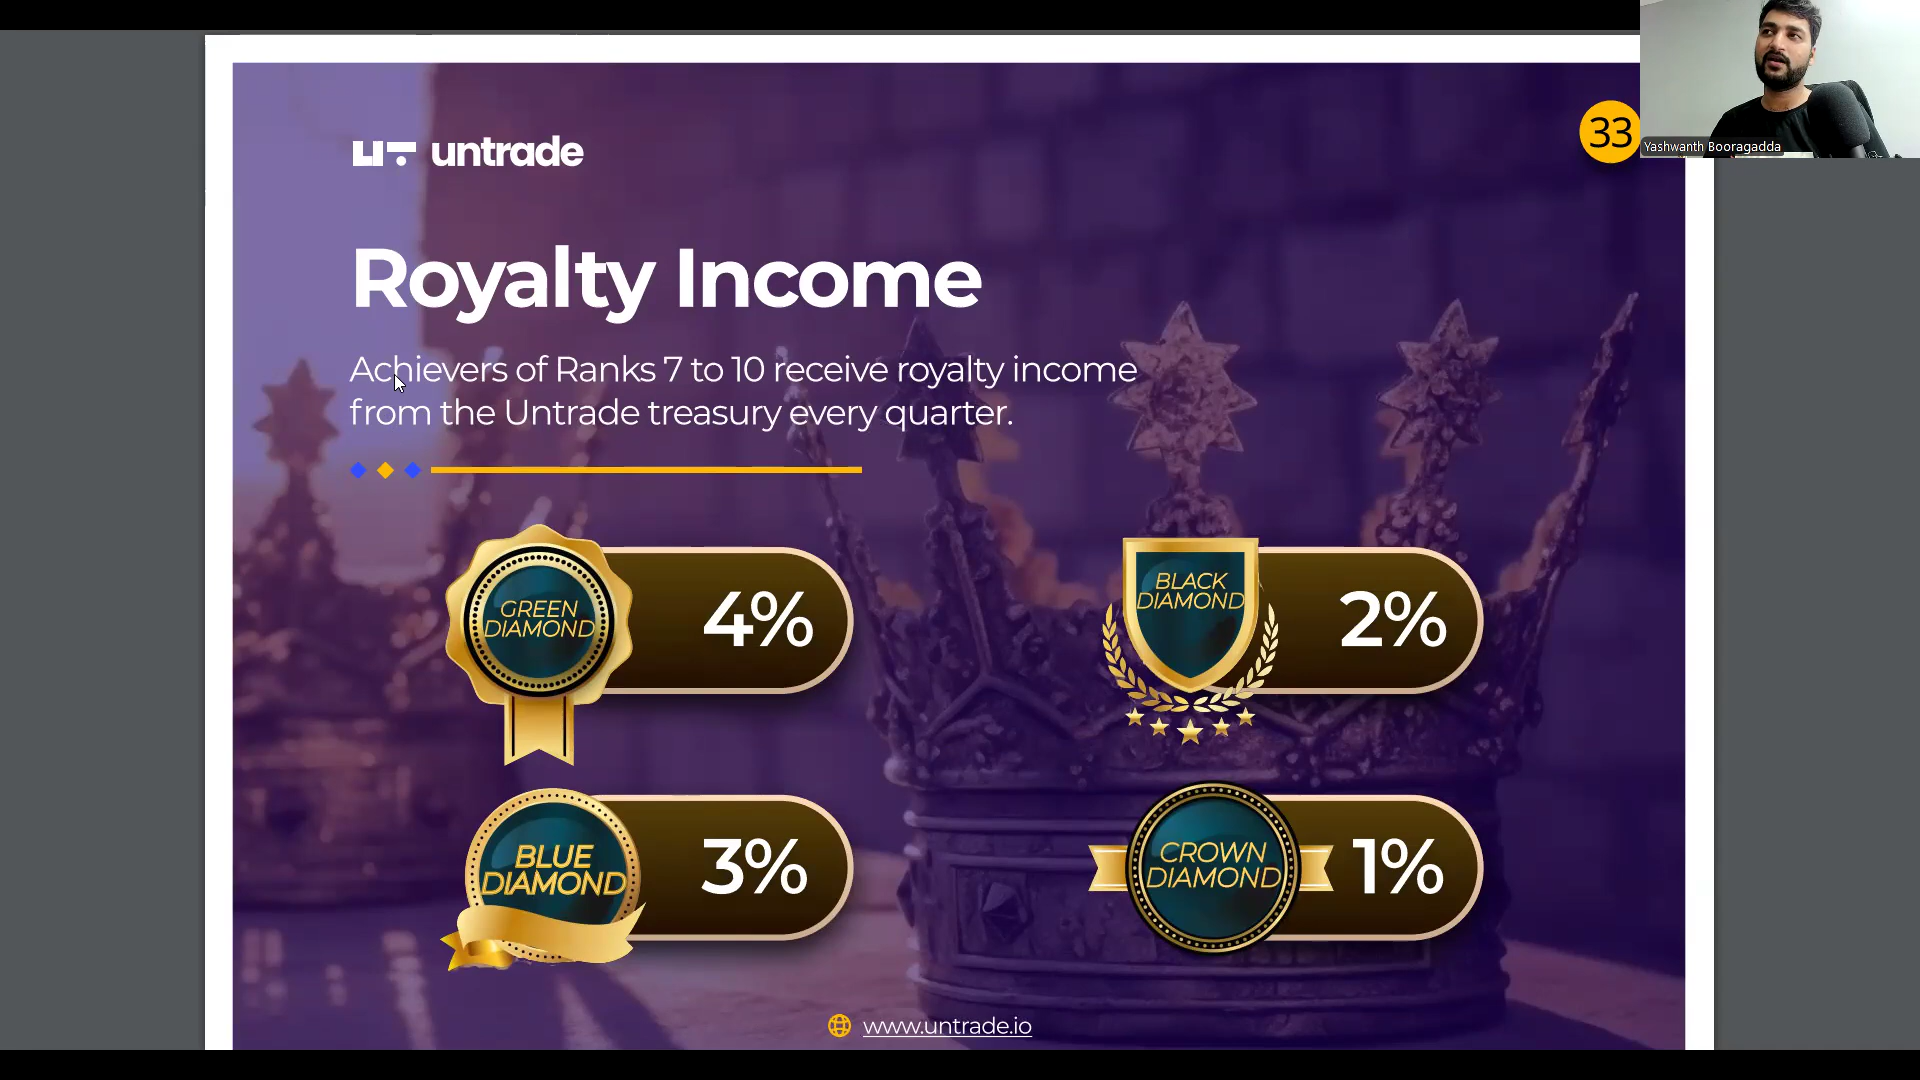 untrade
33
Yashwanth Booragadda
Royalty Income
Achievers of Ranks 7 to 10 receive royalty income
from the Untrade treasury every quarter.
GREEN
DIAMOND
4%
BLACK
DIAMOND
2%
BLUE
DIAMOND
3%
CROWN
DIAMOND
1%
www.untrade.io